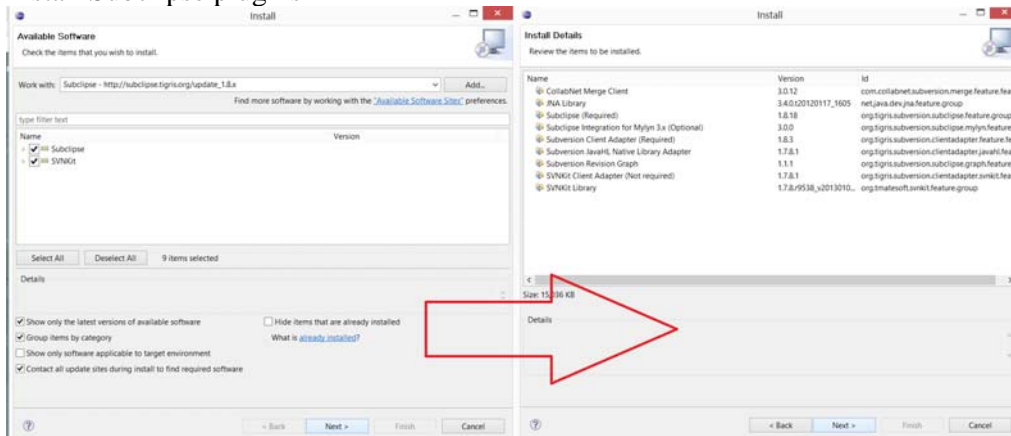 Install
Available Software
Check the items that you wish to install.
Work with: Subclipse - http://subclipse.tigris.org/update_1.8.x
Add...
Find more software by working with the "Available Software Sites" preferences.
type filter text
Name Version
Subclipse
SVNKit
Select All Deselect All 9 items selected
Details
Show only the latest versions of available software Hide items that are already installed
Group items by category What is already installed?
Show only software applicable to target environment
Contact all update sites during install to find required software
< Back Next > Finish Cancel
Install
Install Details
Review the items to be installed.
Name Version Id
CollabNet Merge Client 3.0.12 com.collabnet.subversion.merge.feature.fea
JNA Library 3.4.0.t20120117_1605 net.java.dev.jna.feature.group
Subclipse (Required) 1.8.18 org.tigris.subversion.subclipse.feature.group
Subclipse Integration for Mylyn 3.x (Optional) 3.0.0 org.tigris.subversion.subclipse.mylyn.feature
Subversion Client Adapter (Required) 1.8.3 org.tigris.subversion.clientadapter.feature.fe
Subversion JavaHL Native Library Adapter 1.7.8.1 org.tigris.subversion.clientadapter.javahl.fea
Subversion Revision Graph 1.1.1 org.tigris.subversion.subclipse.graph.feature
SVNKit Client Adapter (Not required) 1.7.8.1 org.tigris.subversion.clientadapter.svnkit.fea
SVNKit Library 1.7.8.r9538_v2013010... org.tmatesoft.svnkit.feature.group
Size: KB
Details
< Back Next > Finish Cancel